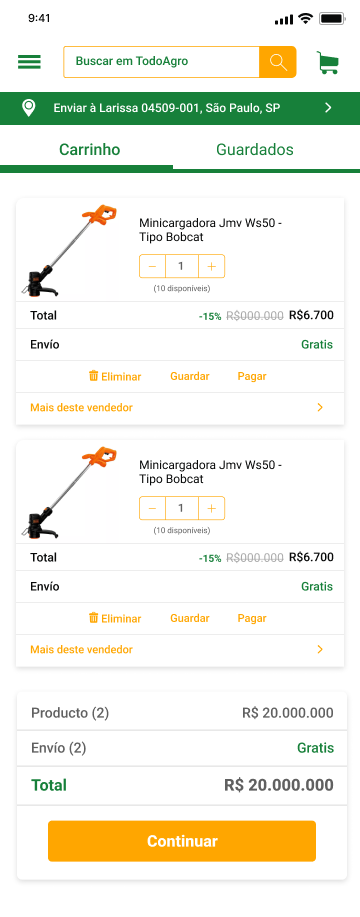 9:41
Buscar em TodoAgro
Enviar à Larissa 04509-001, São Paulo, SP
Carrinho Guardados
Minicargadora Jmv Ws50 -
Tipo Bobcat
− 1 +
(10 disponíveis)
Total -15% R$000.000 R$6.700
Envío Gratis
Eliminar Guardar Pagar
Mais deste vendedor
Minicargadora Jmv Ws50 -
Tipo Bobcat
− 1 +
(10 disponíveis)
Total -15% R$000.000 R$6.700
Envío Gratis
Eliminar Guardar Pagar
Mais deste vendedor
Producto (2) R$ 20.000.000
Envío (2) Gratis
Total R$ 20.000.000
Continuar